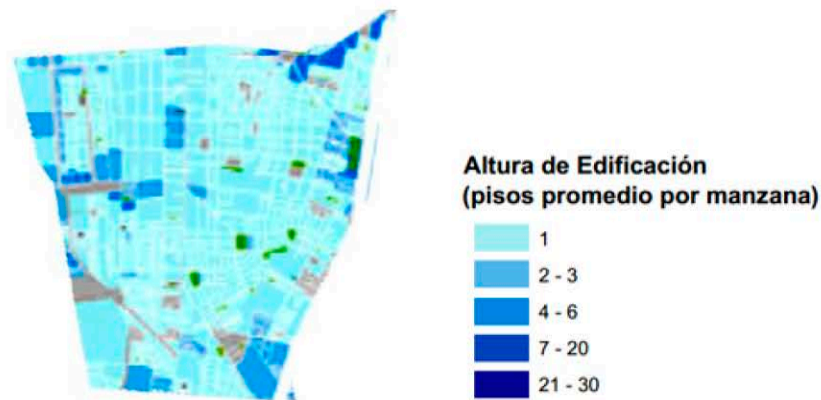 Altura de Edificación
(pisos promedio por manzana)
1
2 - 3
4 - 6
7 - 20
21 - 30